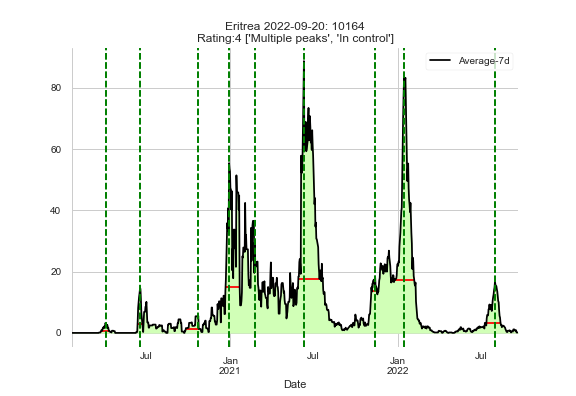 Eritrea 2022-09-20: 10164
Rating:4 ['Multiple peaks', 'In control']
Average-7d
80
60
40
20
0
Jul
Jan
2021
Jul
Jan
2022
Jul
Date